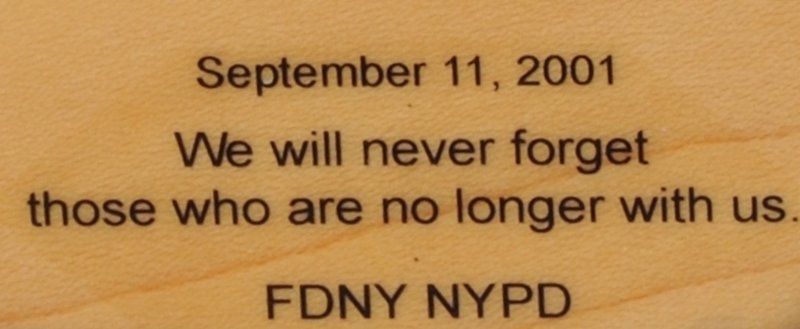 September 11, 2001
We will never forget
those who are no longer with us.
FDNY NYPD